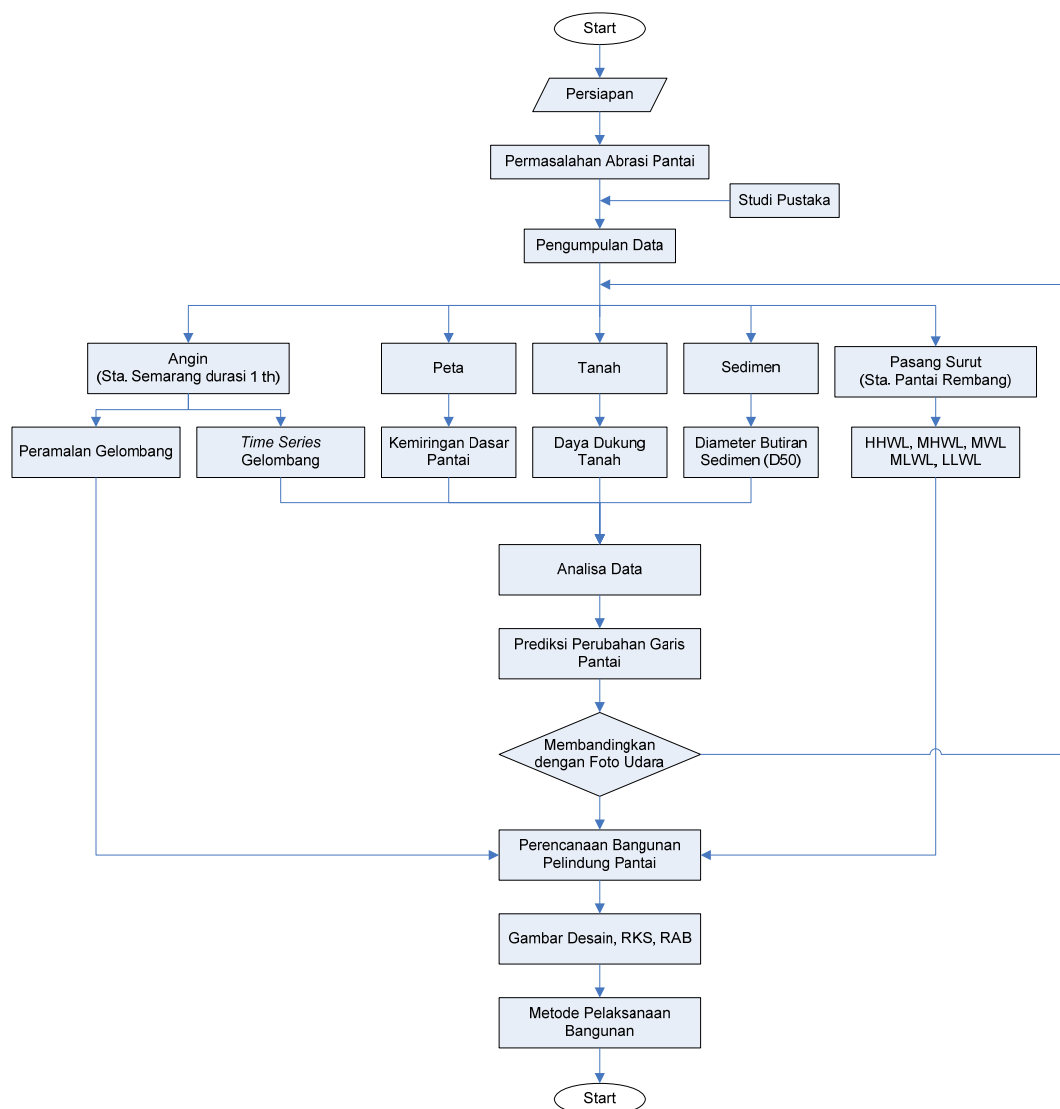 Start
Persiapan
Permasalahan Abrasi Pantai
Studi Pustaka
Pengumpulan Data
Angin
(Sta. Semarang durasi 1 th)
Peta
Tanah
Sedimen
Pasang Surut
(Sta. Pantai Rembang)
Peramalan Gelombang
Time Series
Gelombang
Kemiringan Dasar
Pantai
Daya Dukung
Tanah
Diameter Butiran
Sedimen (D50)
HHWL, MHWL, MWL
MLWL, LLWL
Analisa Data
Prediksi Perubahan Garis
Pantai
Membandingkan
dengan Foto Udara
Perencanaan Bangunan
Pelindung Pantai
Gambar Desain, RKS, RAB
Metode Pelaksanaan
Bangunan
Start